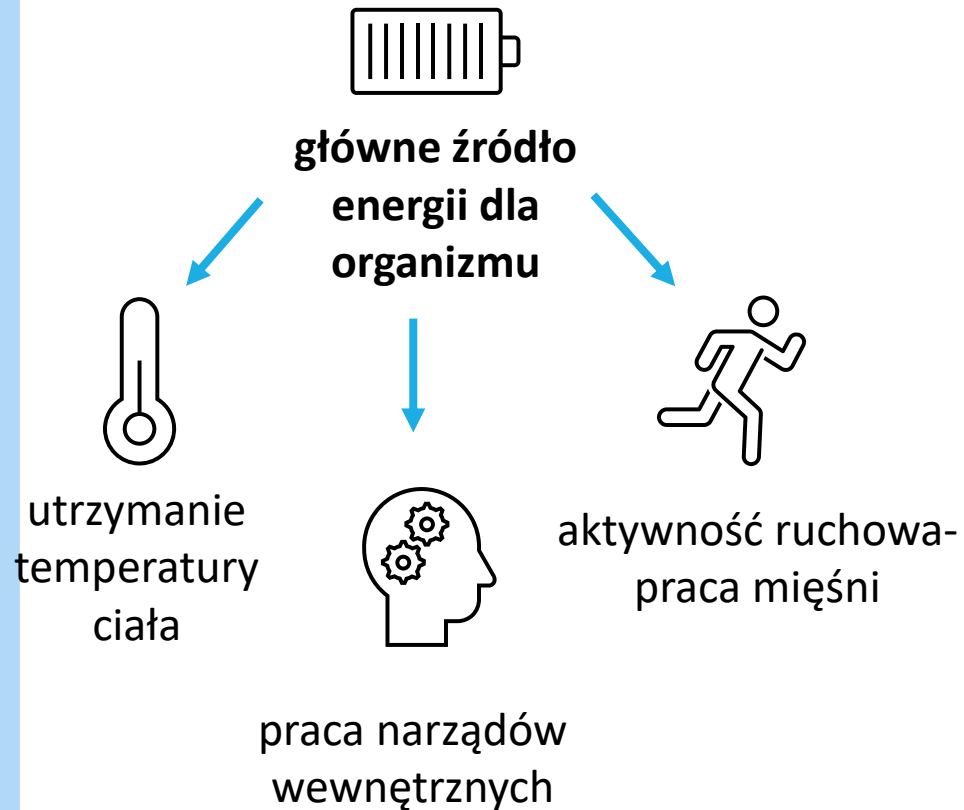 główne źródło
energii dla
organizmu
utrzymanie
temperatury
ciała
aktywność ruchowa-
praca mięśni
praca narządów
wewnętrznych